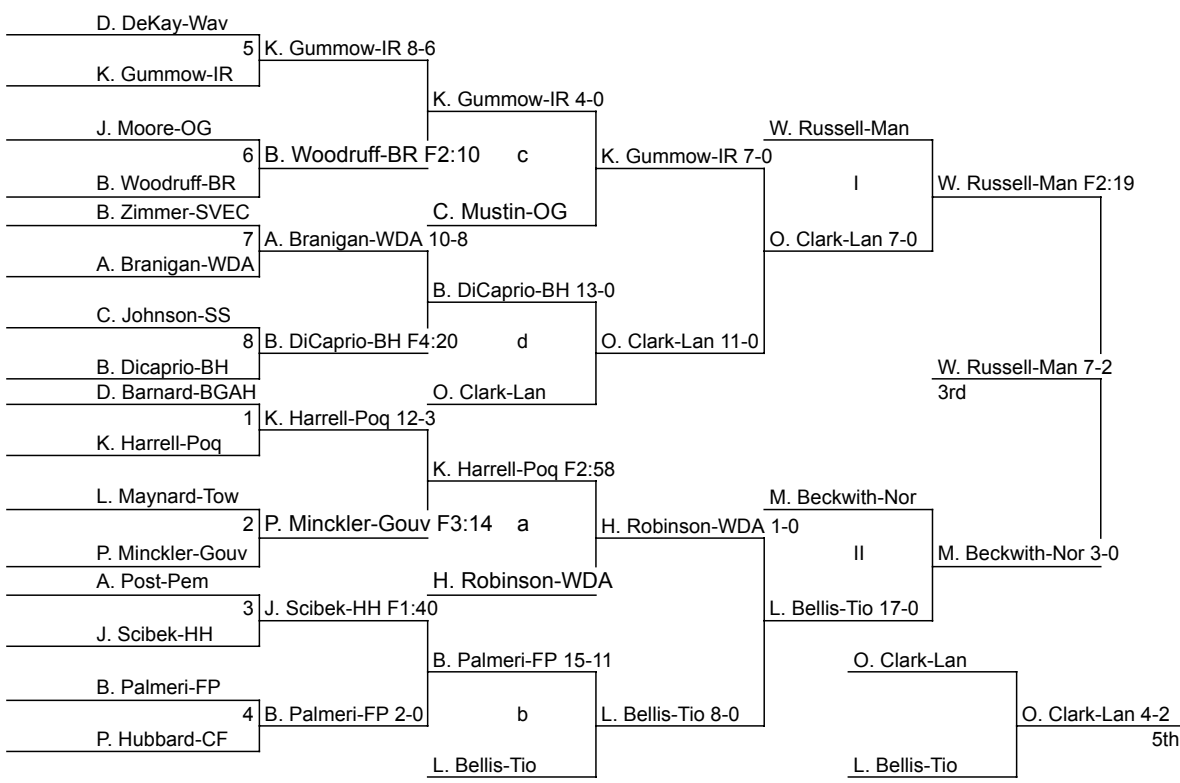 D. DeKay-Wav
5 K. Gummow-IR 8-6
K. Gummow-IR
K. Gummow-IR 4-0
J. Moore-OG
W. Russell-Man
6 B. Woodruff-BR F2:10 c K. Gummow-IR 7-0
B. Woodruff-BR
I W. Russell-Man F2:19
B. Zimmer-SVEC
C. Mustin-OG
7 A. Branigan-WDA 10-8
O. Clark-Lan 7-0
A. Branigan-WDA
B. DiCaprio-BH 13-0
C. Johnson-SS
8 B. DiCaprio-BH F4:20 d O. Clark-Lan 11-0
B. Dicaprio-BH
W. Russell-Man 7-2
D. Barnard-BGAH
O. Clark-Lan
3rd
1 K. Harrell-Poq 12-3
K. Harrell-Poq
K. Harrell-Poq F2:58
L. Maynard-Tow
M. Beckwith-Nor
2 P. Minckler-Gouv F3:14 a H. Robinson-WDA 1-0
P. Minckler-Gouv
II M. Beckwith-Nor 3-0
A. Post-Pem
H. Robinson-WDA
3 J. Scibek-HH F1:40
L. Bellis-Tio 17-0
J. Scibek-HH
B. Palmeri-FP 15-11
O. Clark-Lan
B. Palmeri-FP
4 B. Palmeri-FP 2-0 b L. Bellis-Tio 8-0
O. Clark-Lan 4-2
P. Hubbard-CF
5th
L. Bellis-Tio
L. Bellis-Tio